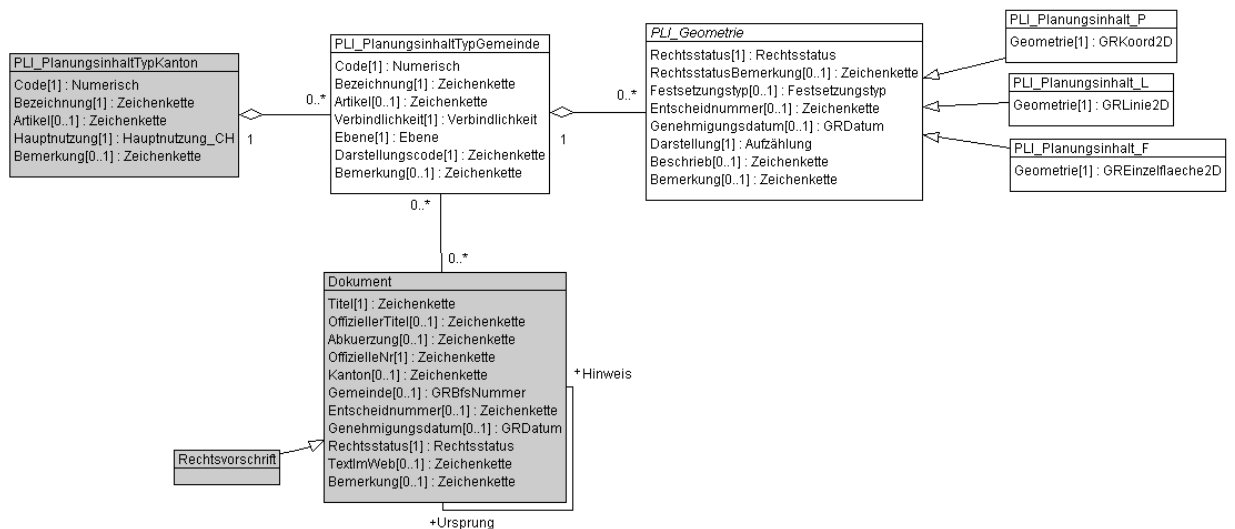 PLI_PlanungsinhaltTypKanton
Code[1] : Numerisch
Bezeichnung[1] : Zeichenkette
Artikel[0..1] : Zeichenkette
Hauptnutzung[1] : Hauptnutzung_CH
Bemerkung[0..1] : Zeichenkette
1
0..*
PLI_PlanungsinhaltTypGemeinde
Code[1] : Numerisch
Bezeichnung[1] : Zeichenkette
Artikel[0..1] : Zeichenkette
Verbindlichkeit[1] : Verbindlichkeit
Ebene[1] : Ebene
Darstellungscode[1] : Zeichenkette
Bemerkung[0..1] : Zeichenkette
1
0..*
PLI_Geometrie
Rechtsstatus[1] : Rechtsstatus
RechtsstatusBemerkung[0..1] : Zeichenkette
Festsetzungstyp[0..1] : Festsetzungstyp
Entscheidnummer[0..1] : Zeichenkette
Genehmigungsdatum[0..1] : GRDatum
Darstellung[1] : Aufzählung
Beschrieb[0..1] : Zeichenkette
Bemerkung[0..1] : Zeichenkette
PLI_Planungsinhalt_P
Geometrie[1] : GRKoord2D
PLI_Planungsinhalt_L
Geometrie[1] : GRLinie2D
PLI_Planungsinhalt_F
Geometrie[1] : GREinzelflaeche2D
0..*
0..*
Dokument
Titel[1] : Zeichenkette
OffiziellerTitel[0..1] : Zeichenkette
Abkuerzung[0..1] : Zeichenkette
OffizielleNr[1] : Zeichenkette
Kanton[0..1] : Zeichenkette
Gemeinde[0..1] : GRBfsNummer
Entscheidnummer[0..1] : Zeichenkette
Genehmigungsdatum[0..1] : GRDatum
Rechtsstatus[1] : Rechtsstatus
TextImWeb[0..1] : Zeichenkette
Bemerkung[0..1] : Zeichenkette
+Hinweis
+Ursprung
Rechtsvorschrift